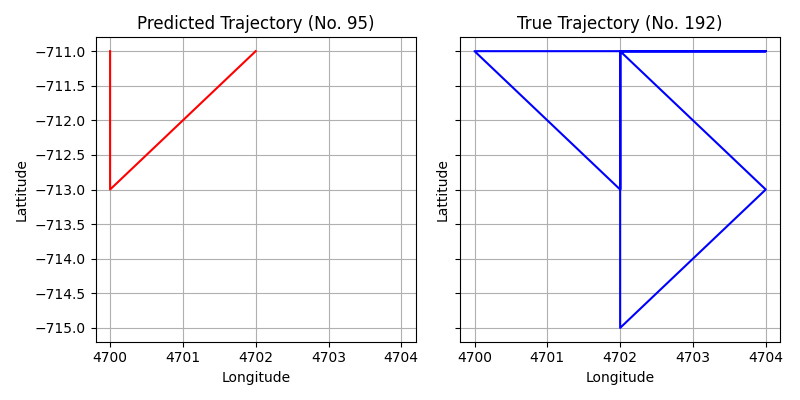 Predicted Trajectory (No. 95)
True Trajectory (No. 192)
Lattitude
−711.0
−711.5
−712.0
−712.5
−713.0
−713.5
−714.0
−714.5
−715.0
4700 4701 4702 4703 4704
Longitude
Lattitude
4700 4701 4702 4703 4704
Longitude